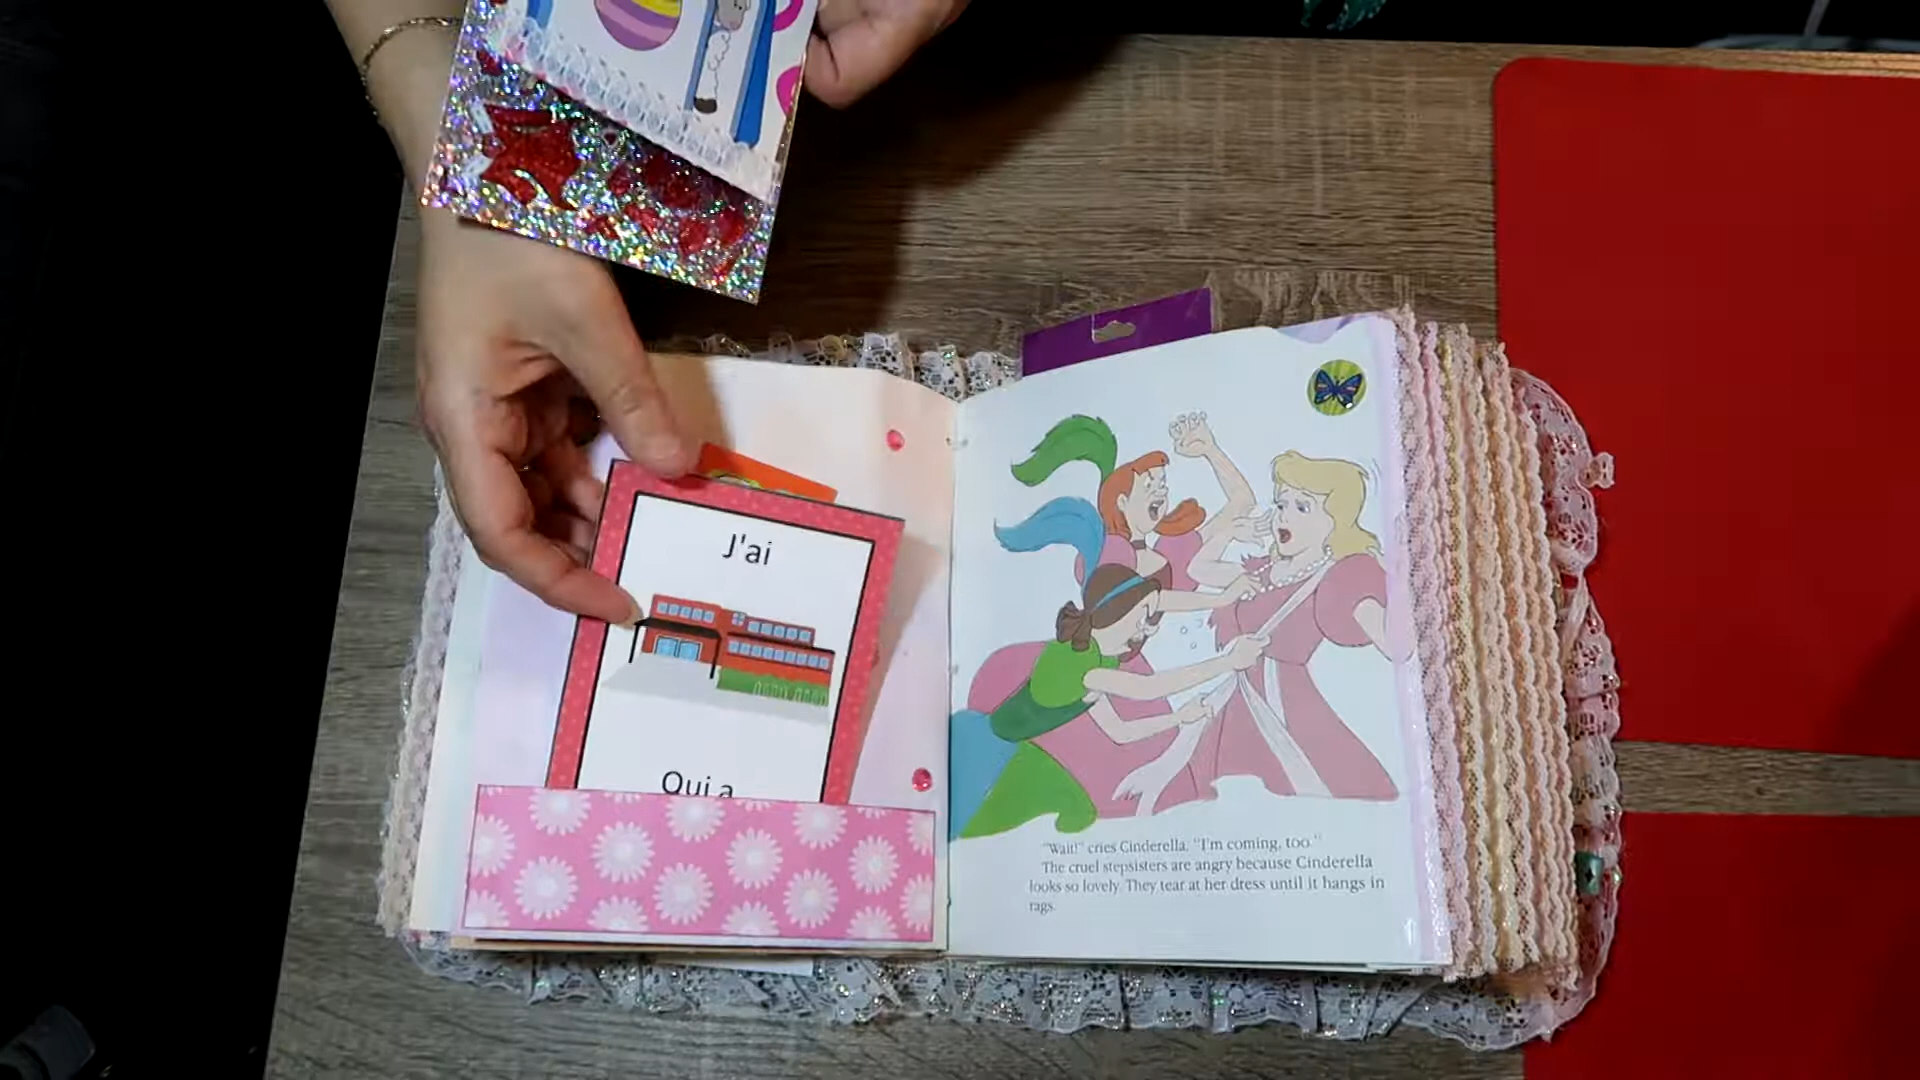 J'ai
Qui a
"Wait!" cries Cinderella, "I'm coming, too."
The cruel stepsisters are angry because Cinderella
looks so lovely. They tear at her dress until it hangs in
rags.